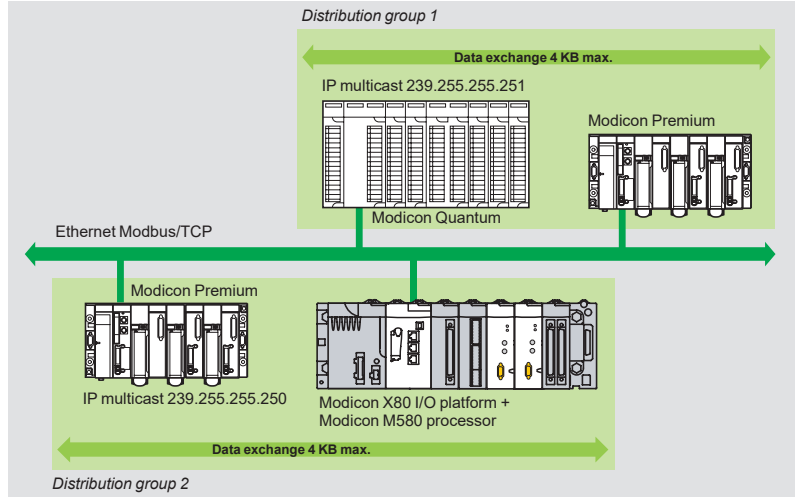 Distribution group 1
Data exchange 4 KB max.
IP multicast 239.255.255.251
Modicon Premium
Modicon Quantum
Ethernet Modbus/TCP
Modicon Premium
IP multicast 239.255.255.250
Modicon X80 I/O platform +
Modicon M580 processor
Data exchange 4 KB max.
Distribution group 2